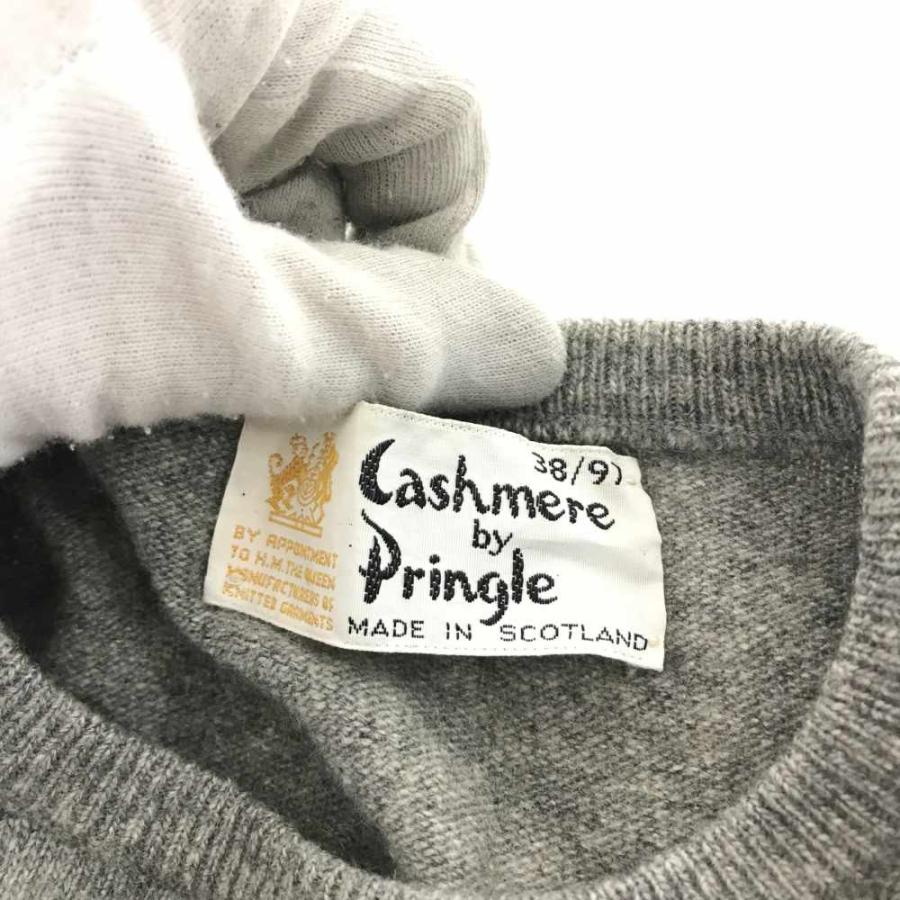 38/97
Cashmere
by
Pringle
MADE IN SCOTLAND
BY APPOINTMENT
TO H.M. THE QUEEN
MANUFACTURERS OF
KNITTED GARMENTS